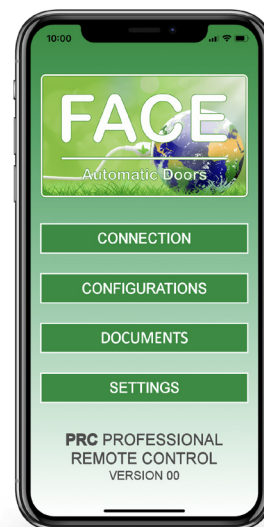 10:00
FACE
Automatic Doors
CONNECTION
CONFIGURATIONS
DOCUMENTS
SETTINGS
PRC PROFESSIONAL
REMOTE CONTROL
VERSION 00